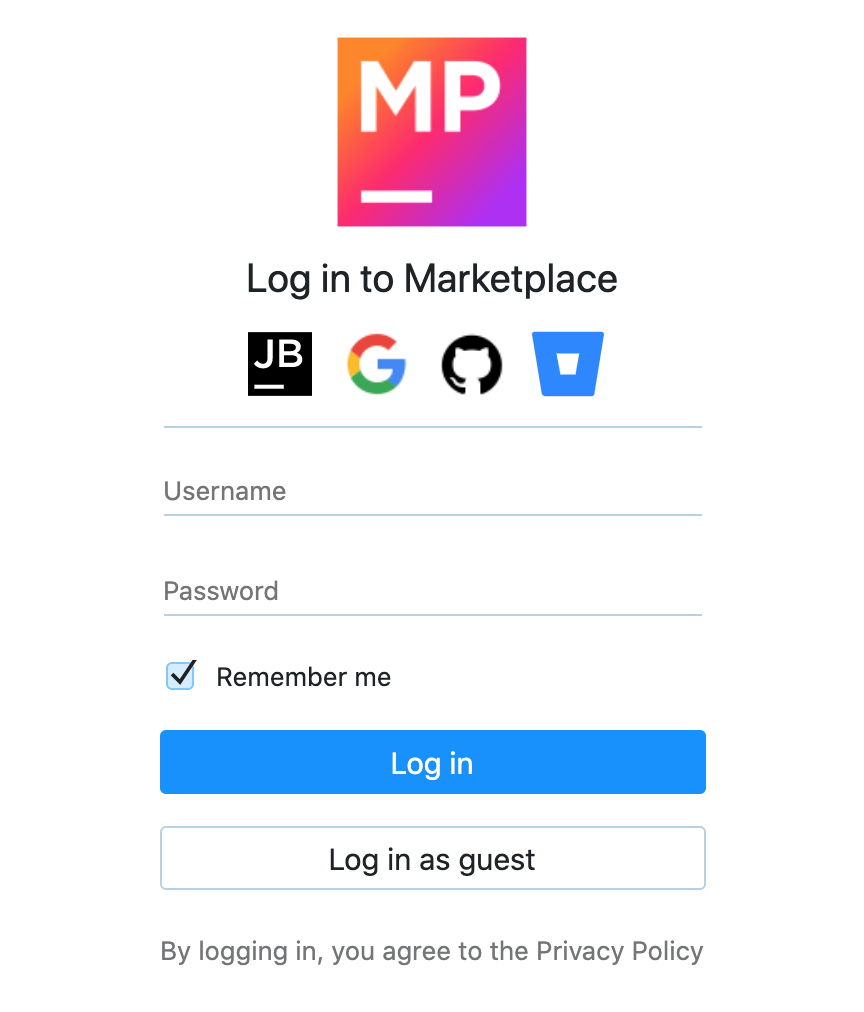 MP
Log in to Marketplace
JB
Username
Password
Remember me
Log in
Log in as guest
By logging in, you agree to the Privacy Policy